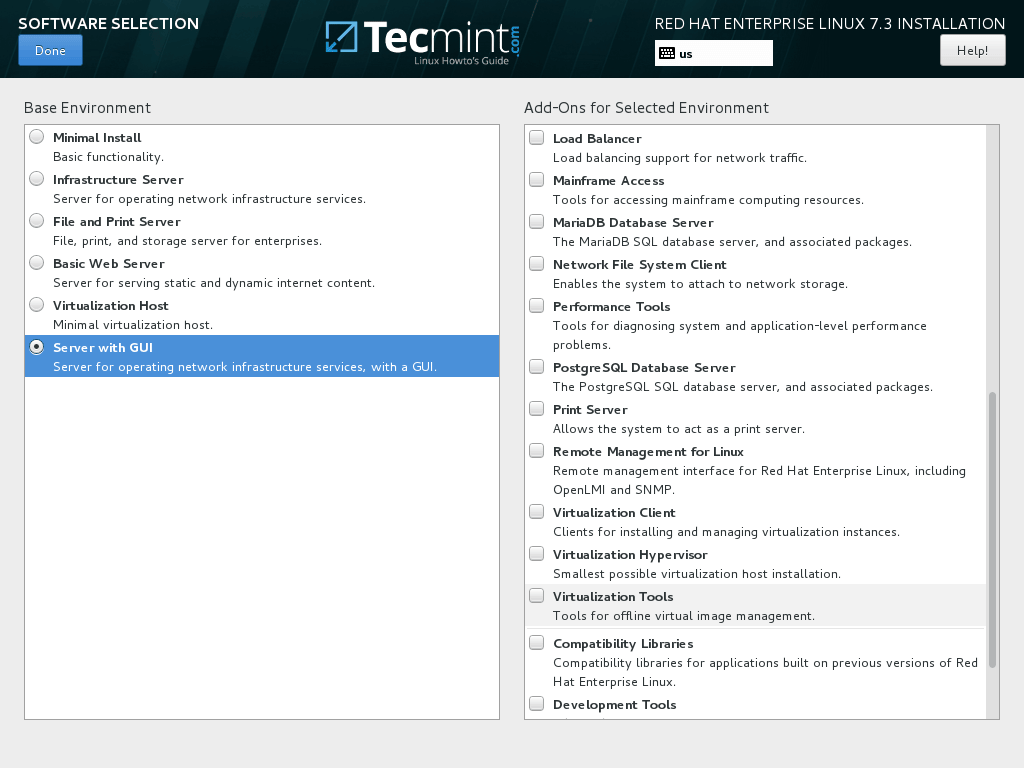 SOFTWARE SELECTION
Done
Tecmint.com
Linux Howto's Guide
RED HAT ENTERPRISE LINUX 7.3 INSTALLATION
us
Help!
Base Environment
Minimal Install
Basic functionality.
Infrastructure Server
Server for operating network infrastructure services.
File and Print Server
File, print, and storage server for enterprises.
Basic Web Server
Server for serving static and dynamic internet content.
Virtualization Host
Minimal virtualization host.
Server with GUI
Server for operating network infrastructure services, with a GUI.
Add-Ons for Selected Environment
Load Balancer
Load balancing support for network traffic.
Mainframe Access
Tools for accessing mainframe computing resources.
MariaDB Database Server
The MariaDB SQL database server, and associated packages.
Network File System Client
Enables the system to attach to network storage.
Performance Tools
Tools for diagnosing system and application-level performance
problems.
PostgreSQL Database Server
The PostgreSQL SQL database server, and associated packages.
Print Server
Allows the system to act as a print server.
Remote Management for Linux
Remote management interface for Red Hat Enterprise Linux, including
OpenLMI and SNMP.
Virtualization Client
Clients for installing and managing virtualization instances.
Virtualization Hypervisor
Smallest possible virtualization host installation.
Virtualization Tools
Tools for offline virtual image management.
Compatibility Libraries
Compatibility libraries for applications built on previous versions of Red
Hat Enterprise Linux.
Development Tools